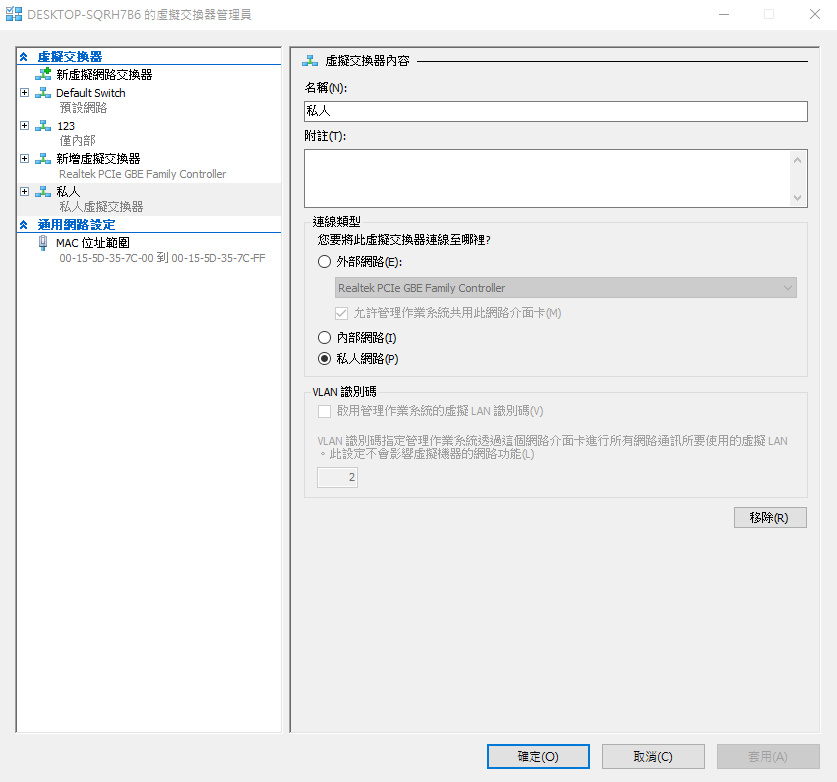 DESKTOP-SQRH7B6 的虛擬交換器管理員
虛擬交換器
新虛擬網路交換器
Default Switch
預設網路
123
僅內部
新增虛擬交換器
Realtek PCIe GBE Family Controller
私人
私人虛擬交換器
通用網路設定
MAC 位址範圍
00-15-5D-35-7C-00 到 00-15-5D-35-7C-FF
虛擬交換器內容
名稱(N):
私人
附註(T):
連線類型
您要將此虛擬交換器連線至哪裡?
外部網路(E):
Realtek PCIe GBE Family Controller
允許管理作業系統共用此網路介面卡(M)
內部網路(I)
私人網路(P)
VLAN 識別碼
啟用管理作業系統的虛擬 LAN 識別碼(V)
VLAN 識別碼指定管理作業系統透過這個網路介面卡進行所有網路通訊所要使用的虛擬 LAN
。此設定不會影響虛擬機器的網路功能(L)
2
移除(R)
確定(O)
取消(C)
套用(A)